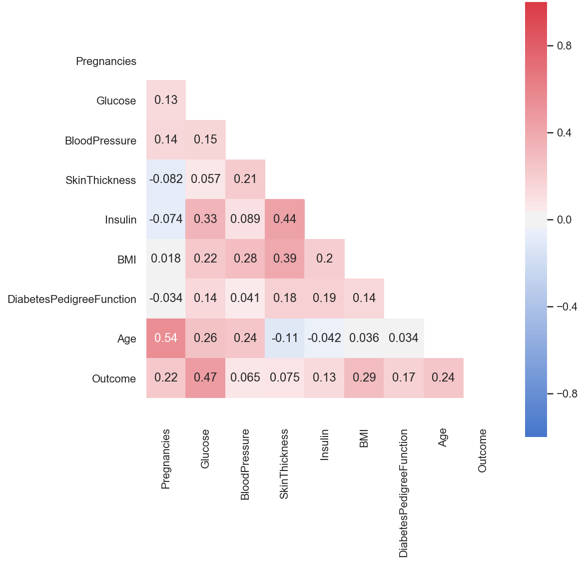 Pregnancies
Glucose 0.13
BloodPressure 0.14 0.15
SkinThickness -0.082 0.057 0.21
Insulin -0.074 0.33 0.089 0.44
BMI 0.018 0.22 0.28 0.39 0.2
DiabetesPedigreeFunction -0.034 0.14 0.041 0.18 0.19 0.14
Age 0.54 0.26 0.24 -0.11 -0.042 0.036 0.034
Outcome 0.22 0.47 0.065 0.075 0.13 0.29 0.17 0.24
Pregnancies
Glucose
BloodPressure
SkinThickness
Insulin
BMI
DiabetesPedigreeFunction
Age
Outcome
0.8
0.4
0.0
−0.4
−0.8